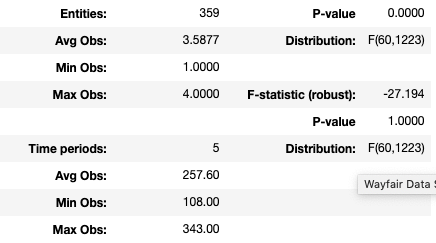 Entities: 359 P-value 0.0000
Avg Obs: 3.5877 Distribution: F(60,1223)
Min Obs: 1.0000
Max Obs: 4.0000 F-statistic (robust): -27.194
P-value 1.0000
Time periods: 5 Distribution: F(60,1223)
Avg Obs: 257.60
Wayfair Data
Min Obs: 108.00
Max Obs: 343.00